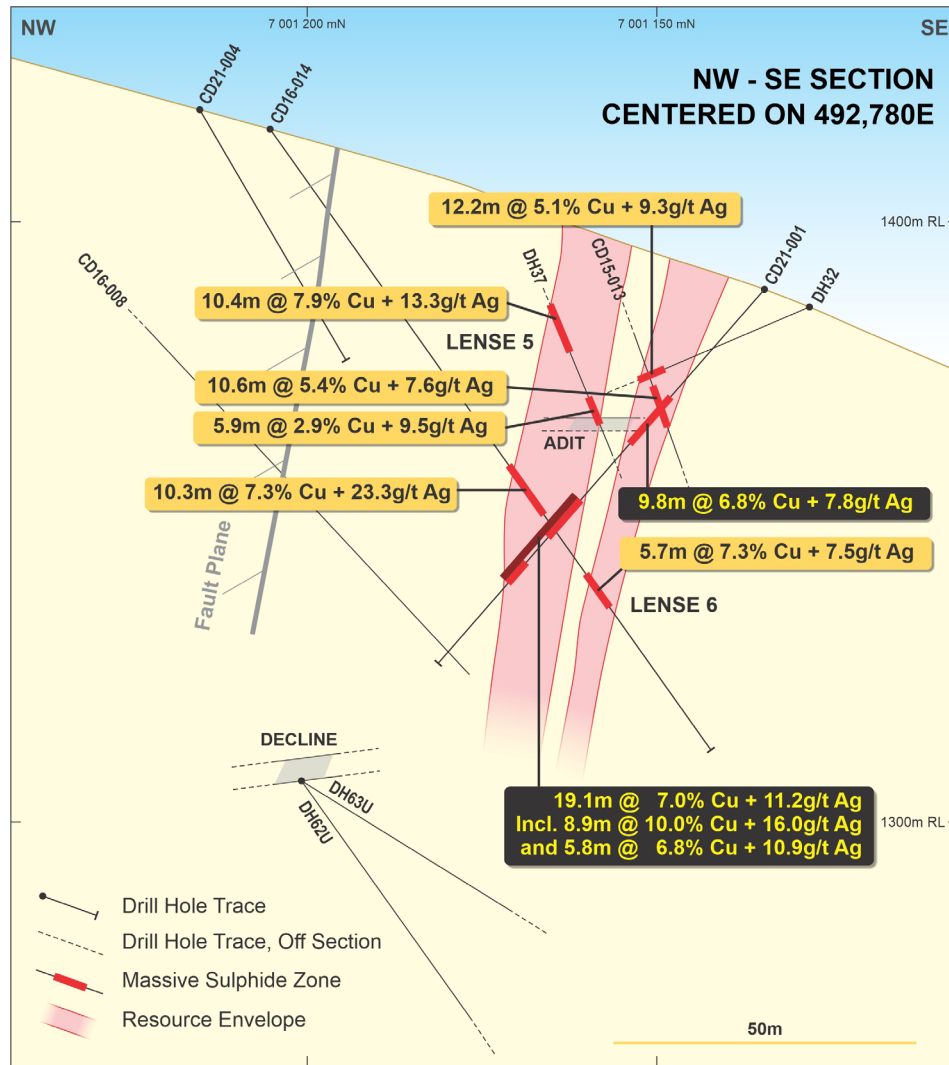 NW
7 001 200 mN
7 001 150 mN
SE
NW - SE SECTION
CENTERED ON 492,780E
CD21-004
CD16-014
12.2m @ 5.1% Cu + 9.3g/t Ag
1400m RL
CD16-008
DH37
CD15-013
CD21-001
DH32
10.4m @ 7.9% Cu + 13.3g/t Ag
LENSE 5
10.6m @ 5.4% Cu + 7.6g/t Ag
5.9m @ 2.9% Cu + 9.5g/t Ag
ADIT
10.3m @ 7.3% Cu + 23.3g/t Ag
9.8m @ 6.8% Cu + 7.8g/t Ag
5.7m @ 7.3% Cu + 7.5g/t Ag
Fault Plane
LENSE 6
DECLINE
DH63U
DH62U
19.1m @ 7.0% Cu + 11.2g/t Ag
Incl. 8.9m @ 10.0% Cu + 16.0g/t Ag
and 5.8m @ 6.8% Cu + 10.9g/t Ag
1300m RL
Drill Hole Trace
Drill Hole Trace, Off Section
Massive Sulphide Zone
Resource Envelope
50m